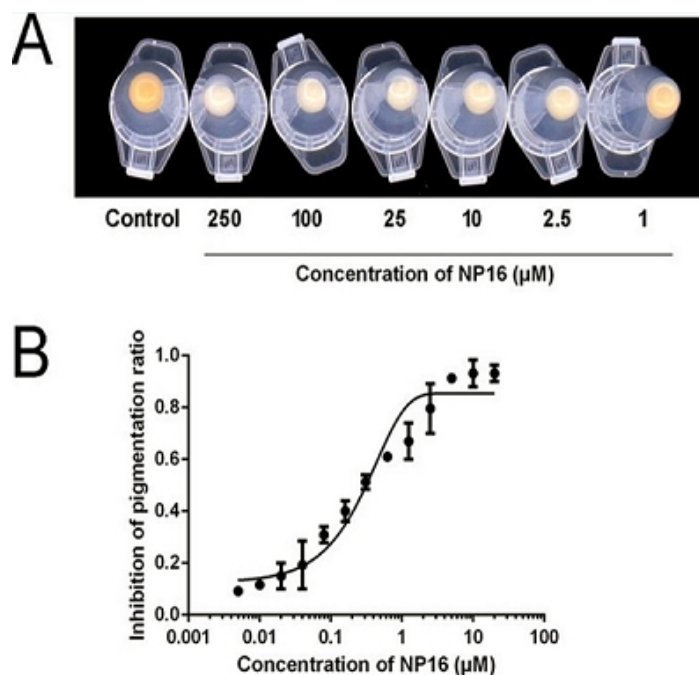 A
Control 250 100 25 10 2.5 1
Concentration of NP16 (µM)
B
Inhibition of pigmentation ratio
1.0
0.8
0.6
0.4
0.2
0.0
0.001 0.01 0.1 1 10 100
Concentration of NP16 (µM)